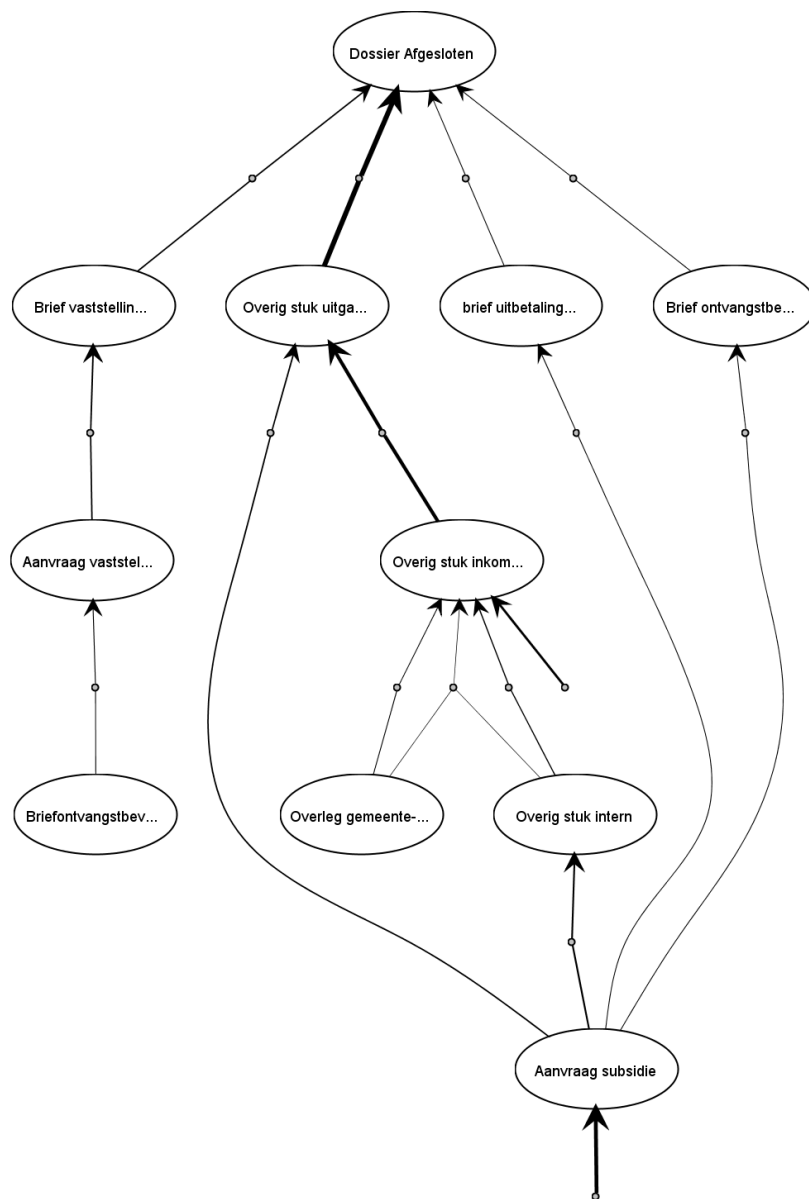 Dossier Afgesloten
Brief vaststellin...
Overig stuk uitga...
brief uitbetaling...
Brief ontvangstbe...
Aanvraag vaststel...
Overig stuk inkom...
Briefontvangstbev...
Overleg gemeente-...
Overig stuk intern
Aanvraag subsidie